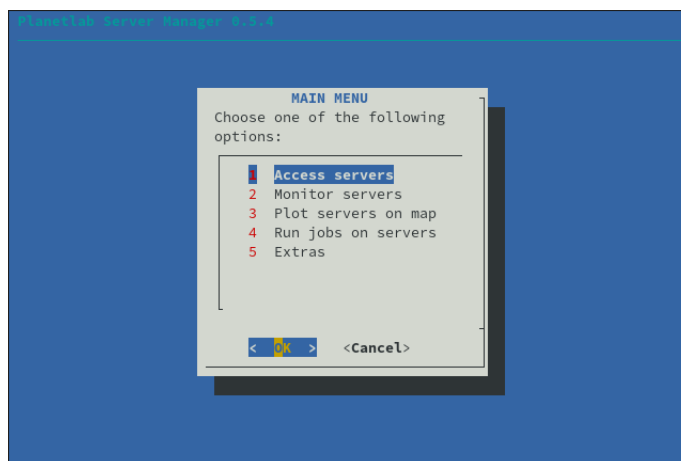 Planetlab Server Manager 0.5.4
MAIN MENU
Choose one of the following
options:
1 Access servers
2 Monitor servers
3 Plot servers on map
4 Run jobs on servers
5 Extras
< OK > <Cancel>